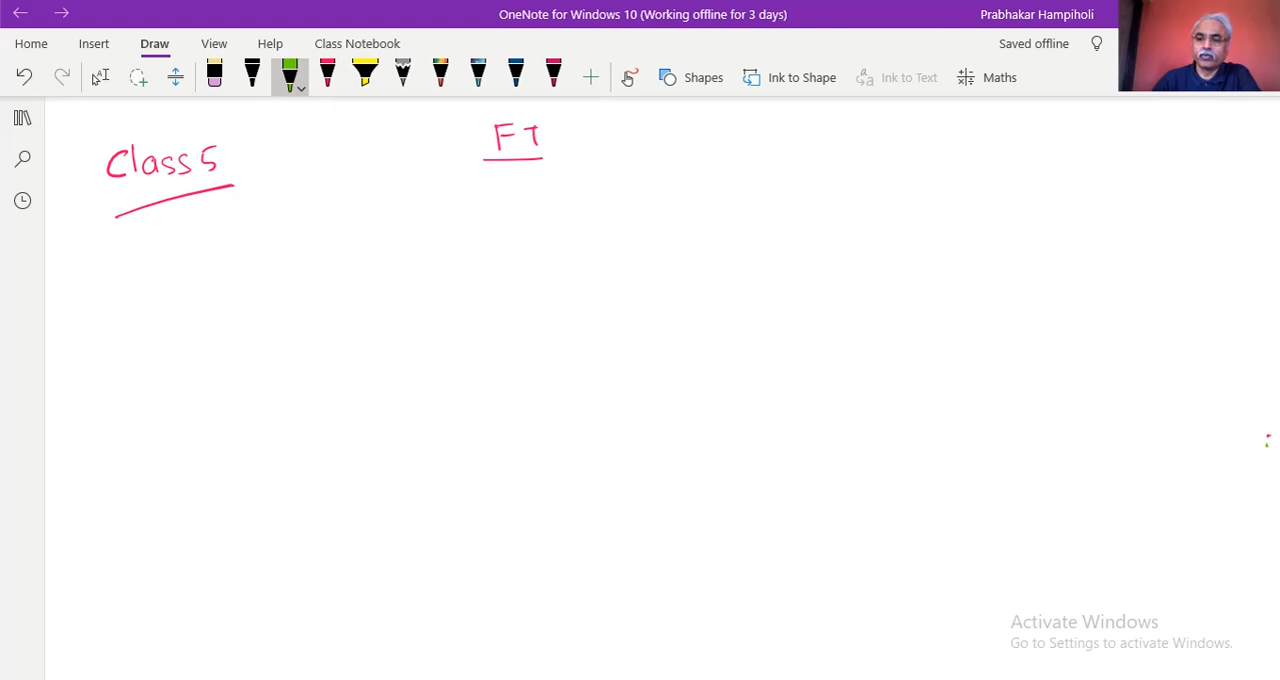 OneNote for Windows 10 (Working offline for 3 days)
Prabhakar Hampiholi
Home Insert Draw View Help Class Notebook
Saved offline
Shapes Ink to Shape Ink to Text Maths
FT
Class 5
Activate Windows
Go to Settings to activate Windows.